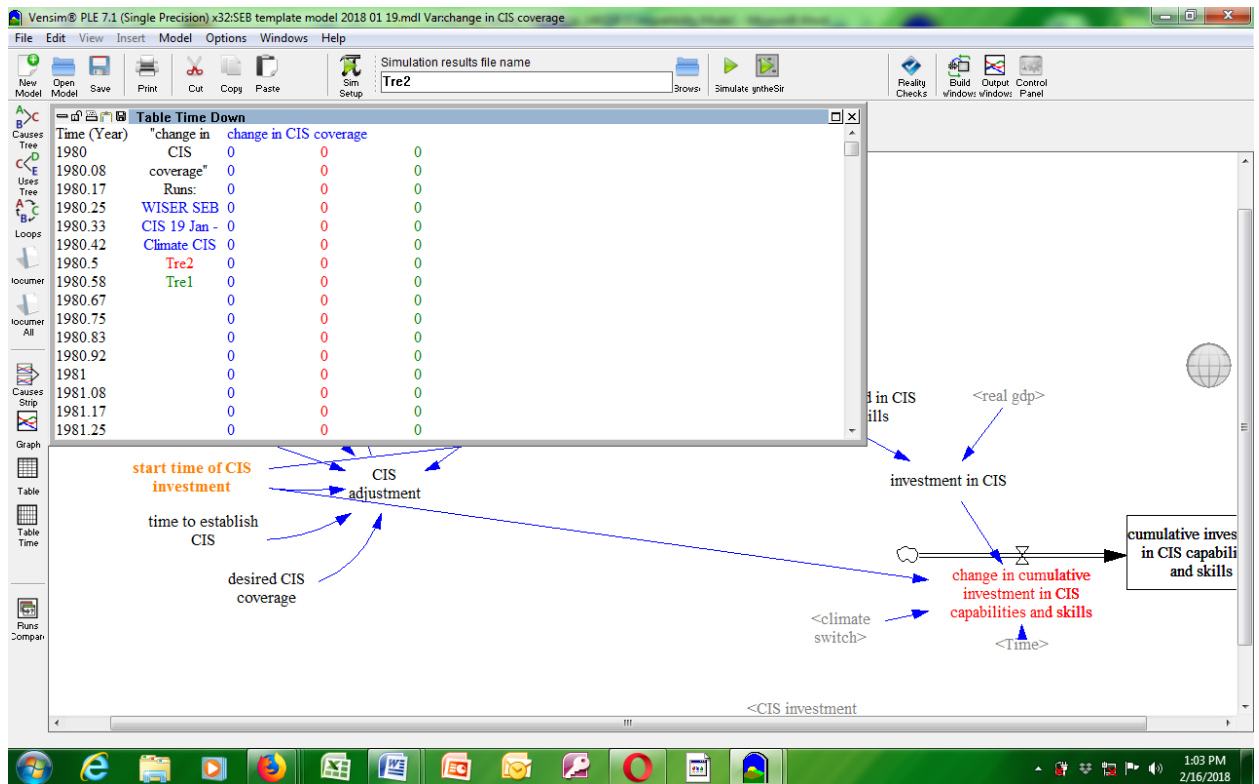 Vensim® PLE 7.1 (Single Precision) x32:SEB template model 2018 01 19.mdl Var:change in CIS coverage
File Edit View Insert Model Options Windows Help
Simulation results file name
Tre2
New Model
Open Model
Save
Print
Cut
Copy
Paste
Sim Setup
Simulate
Reality Checks
Build
Output
Control Panel
Causes Tree
Uses Tree
Loops
All
Causes Strip
Graph
Table
Table Time
Runs
Table Time Down
Time (Year) "change in change in CIS coverage
1980 CIS 0 0 0
1980.08 coverage" 0 0 0
1980.17 Runs: 0 0 0
1980.25 WISER SEB 0 0 0
1980.33 CIS 19 Jan - 0 0 0
1980.42 Climate CIS 0 0 0
1980.5 Tre2 0 0 0
1980.58 Tre1 0 0 0
1980.67 0 0 0
1980.75 0 0 0
1980.83 0 0 0
1980.92 0 0 0
1981 0 0 0
1981.08 0 0 0
1981.17 0 0 0
1981.25 0 0 0
in CIS
<real gdp>
start time of CIS
investment
CIS
adjustment
investment in CIS
time to establish
CIS
desired CIS
coverage
cumulative inves
in CIS capabili
and skills
change in cumulative
investment in CIS
capabilities and skills
<climate
switch>
<Time>
<CIS investment
1:03 PM
2/16/2018